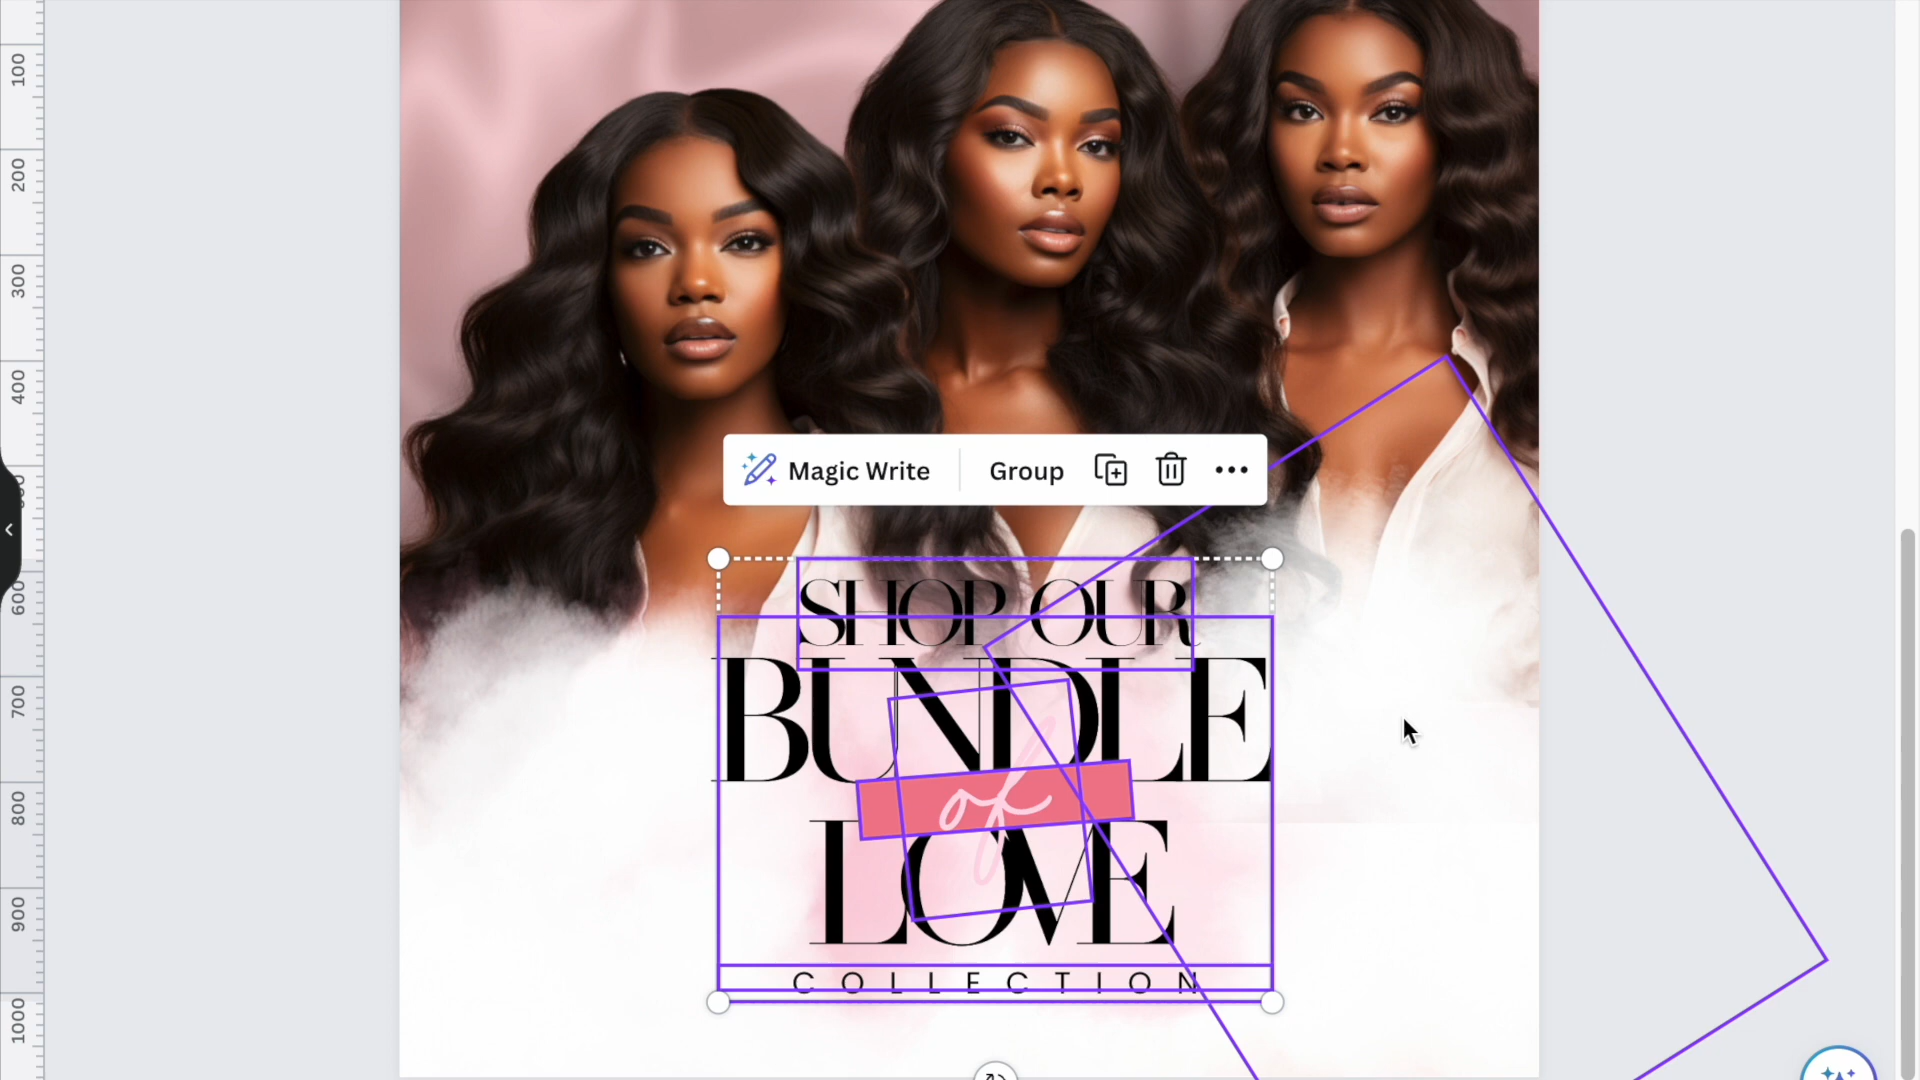 100
200
300
400
600
700
800
900
1000
Magic Write
Group
SHOP OUR
BUNDLE
of
LOVE
COLLECTION